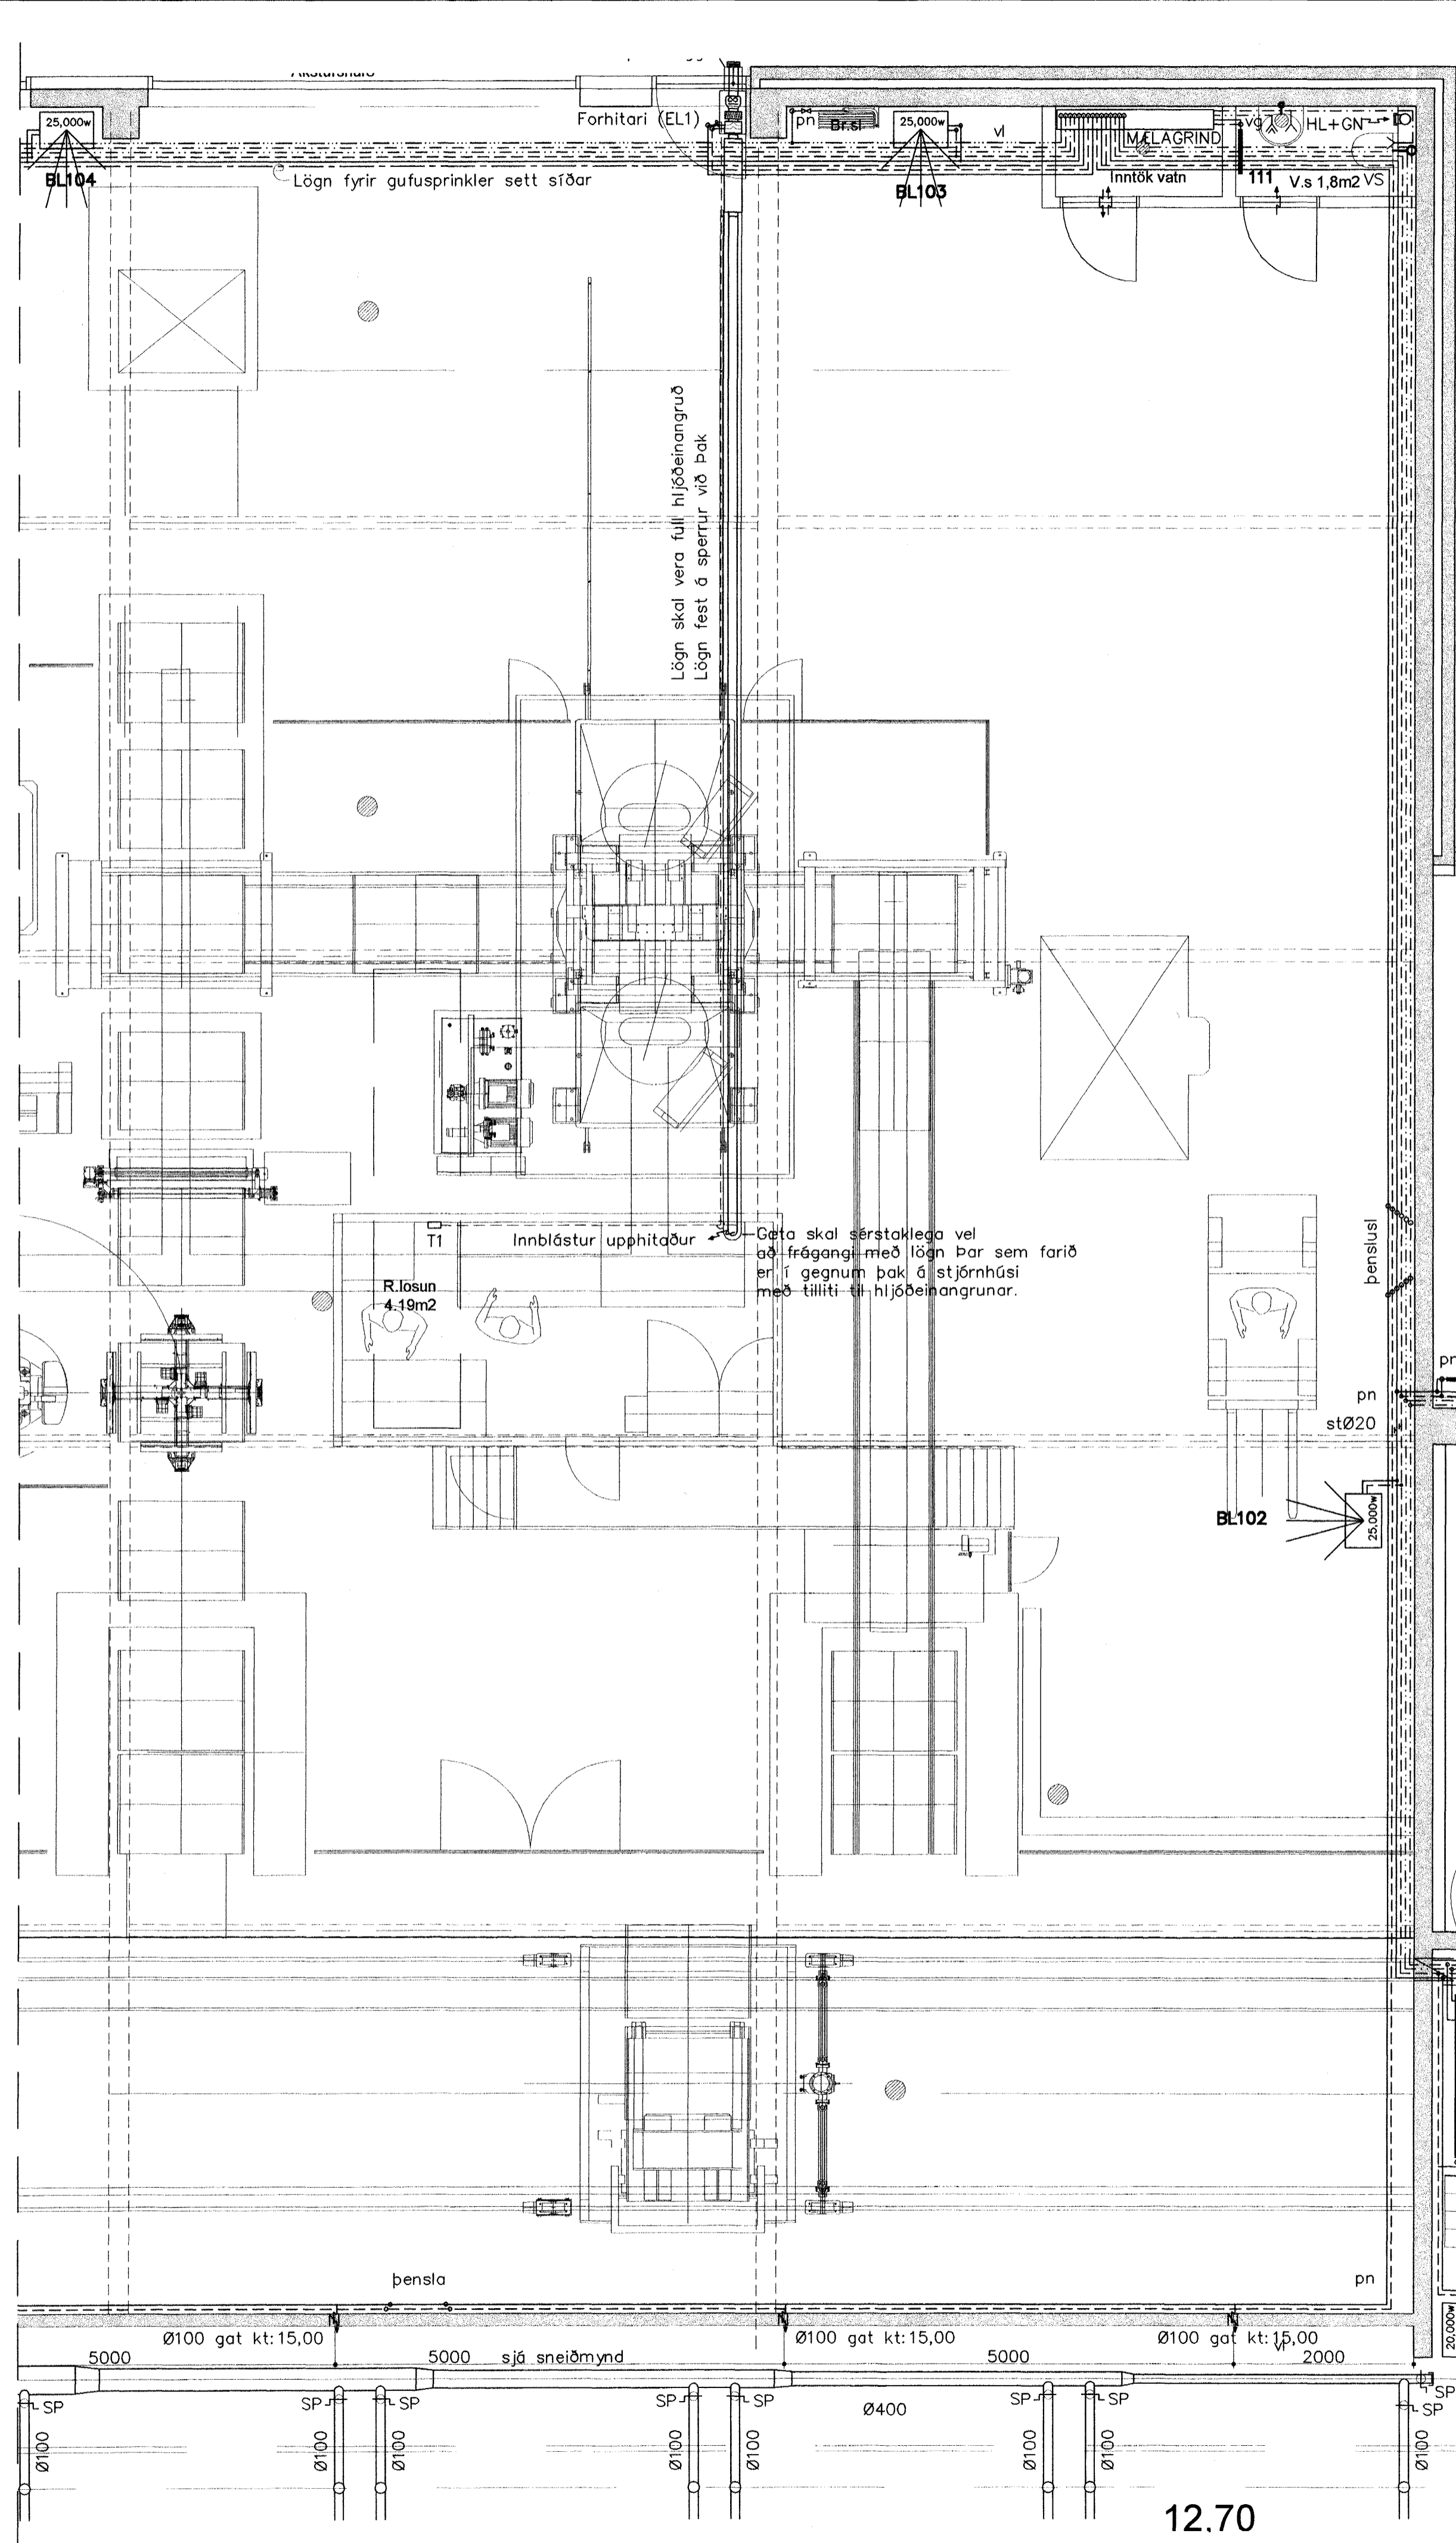 25,000w
BL104
Forhitari (EL1)
Lögn fyrir gufusprinkler sett síðar
pn
Br.sl
25,000w
BL103
vl
MÆLAGRIND
Inntök vatn
vg
111
HL+GN
V.s 1,8m2
VS
Lögn skal vera full hljóðeinangruð
Lögn fest á sperrur við þak
T1
Innblástur upphitaður
Gæta skal sérstaklega vel
að frágangi með lögn þar sem farið
er í gegnum þak á stjórnhúsi
með tilliti til hljóðeinangrunar.
R.losun
4.19m2
þenslusl
pn
pn
stØ20
BL102
25.000w
þensla
pn
Ø100 gat kt:15,00
Ø100 gat kt:15,00
Ø100 gat kt:15,00
5000
5000
sjá sneiðmynd
5000
2000
20.000w
SP
SP
SP
SP
SP
SP
SP
SP
SP
Ø400
Ø100
Ø100
Ø100
Ø100
Ø100
Ø100
Ø100
Ø100
12,70